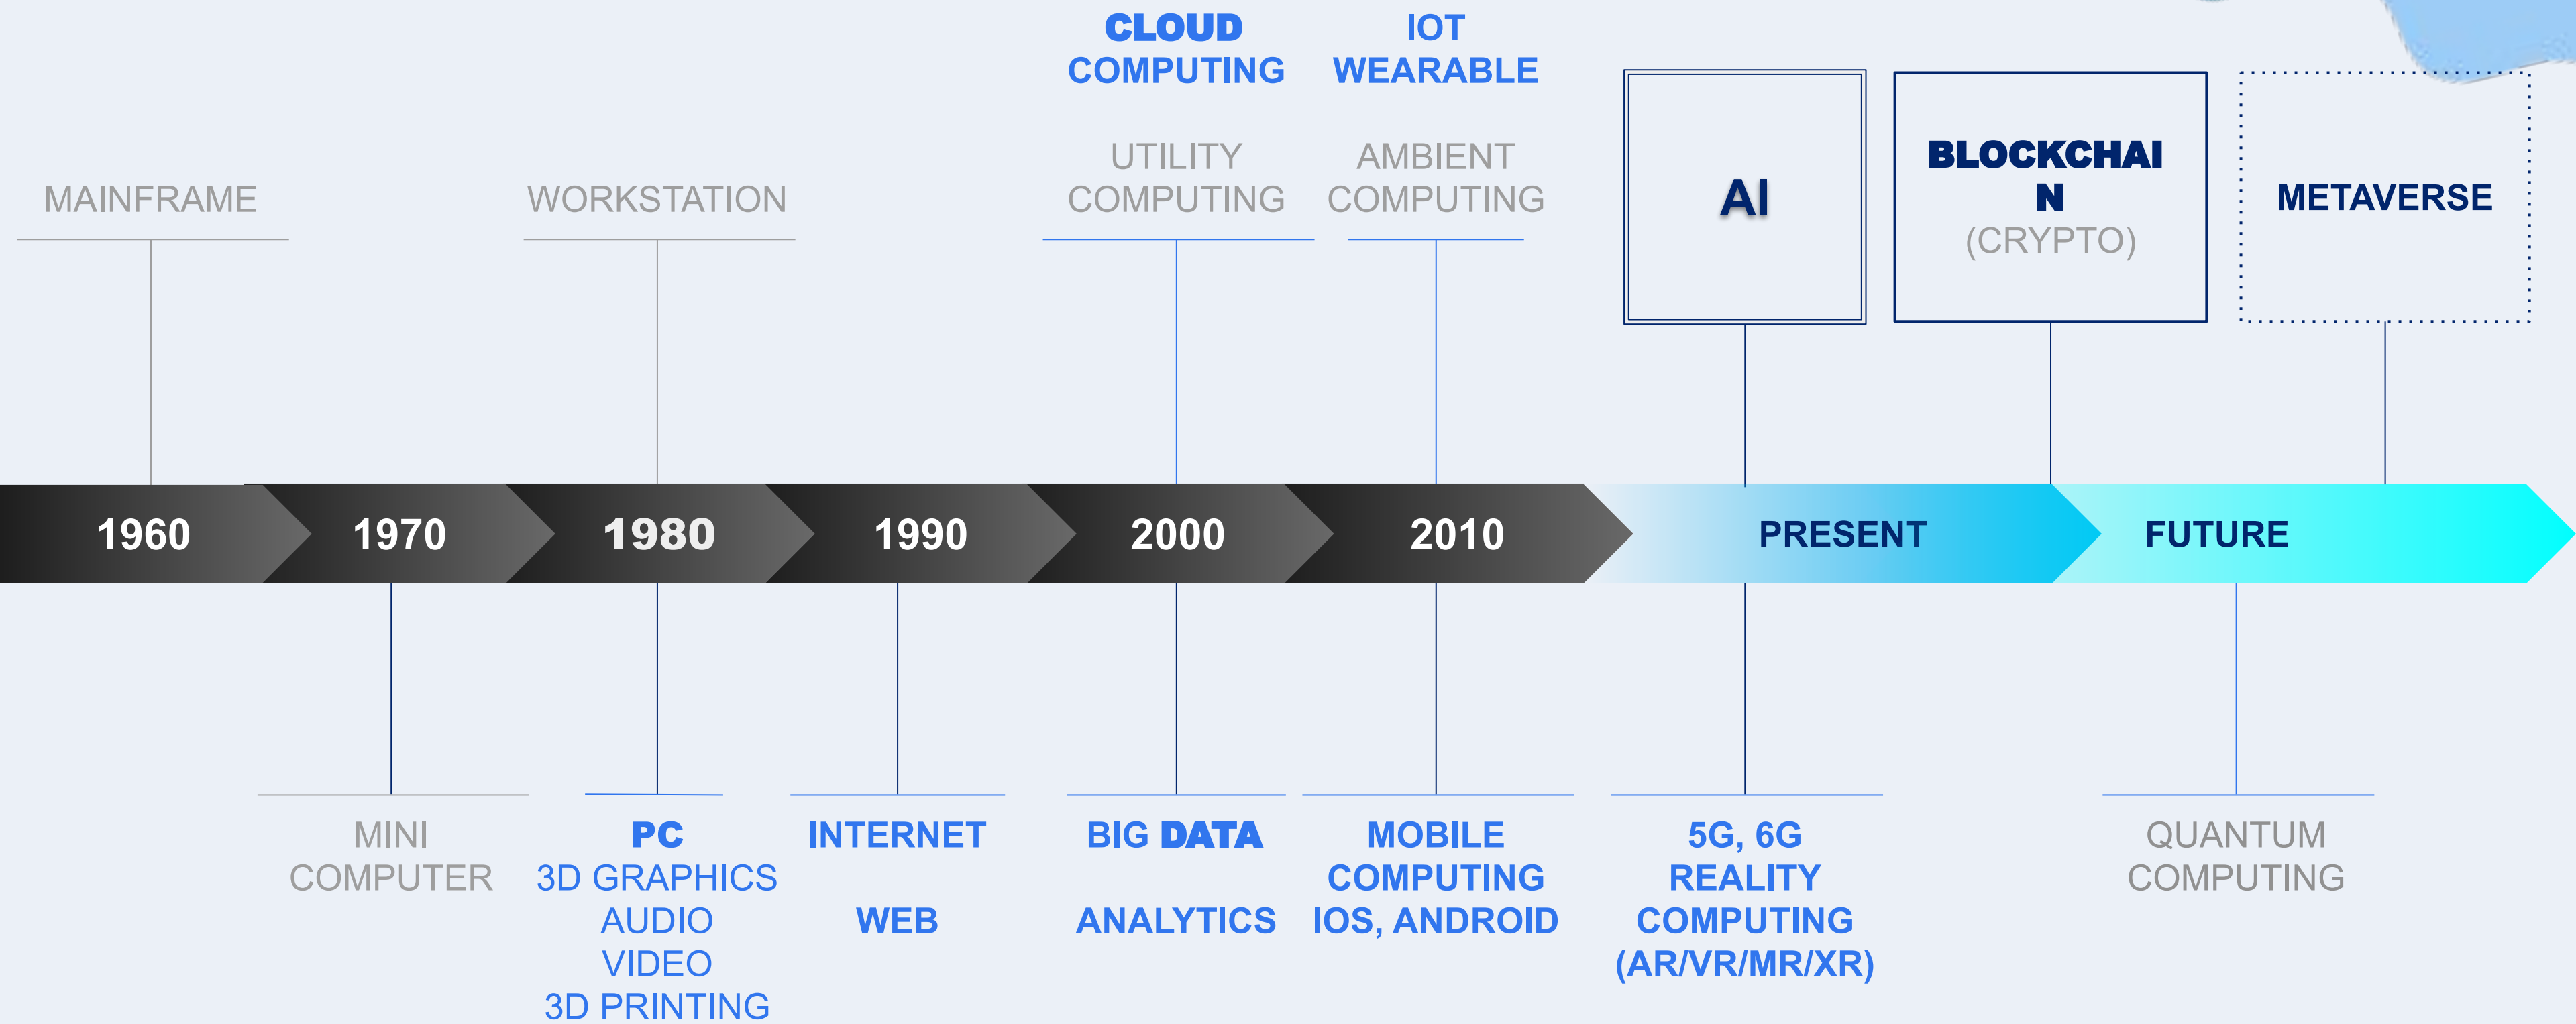 CLOUD
COMPUTING
UTILITY
COMPUTING
IOT
WEARABLE
AMBIENT
COMPUTING
MAINFRAME
WORKSTATION
AI
BLOCKCHAI
N
(CRYPTO)
METAVERSE
1960
1970
1980
1990
2000
2010
PRESENT
FUTURE
MINI
COMPUTER
PC
3D GRAPHICS
AUDIO
VIDEO
3D PRINTING
INTERNET
WEB
BIG DATA
ANALYTICS
MOBILE
COMPUTING
IOS, ANDROID
5G, 6G
REALITY
COMPUTING
(AR/VR/MR/XR)
QUANTUM
COMPUTING